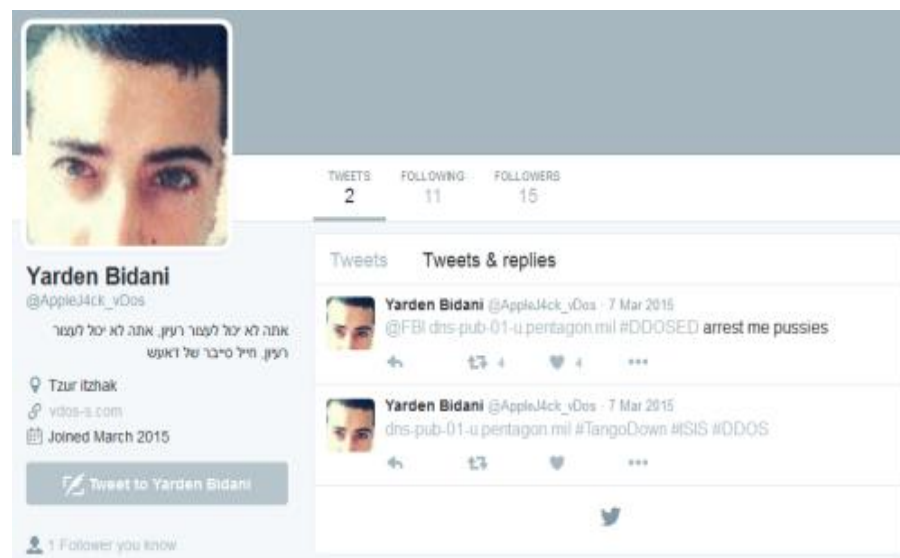 TWEETS FOLLOWING FOLLOWERS
2 11 15
Tweets Tweets & replies
Yarden Bidani
@AppleJ4ck_vDos
אתה לא יכל לעצור רעיון, אתה לא יכל לעצור
רעיון. חייל סייבר של דאעש
Tzur itzhak
vdos-s.com
Joined March 2015
Tweet to Yarden Bidani
1 Follower you know
Yarden Bidani @AppleJ4ck_vDos · 7 Mar 2015
@FBI dns-pub-01-u.pentagon.mil #DDOSED arrest me pussies
4 4
Yarden Bidani @AppleJ4ck_vDos · 7 Mar 2015
dns-pub-01-u.pentagon.mil #TangoDown #ISIS #DDOS